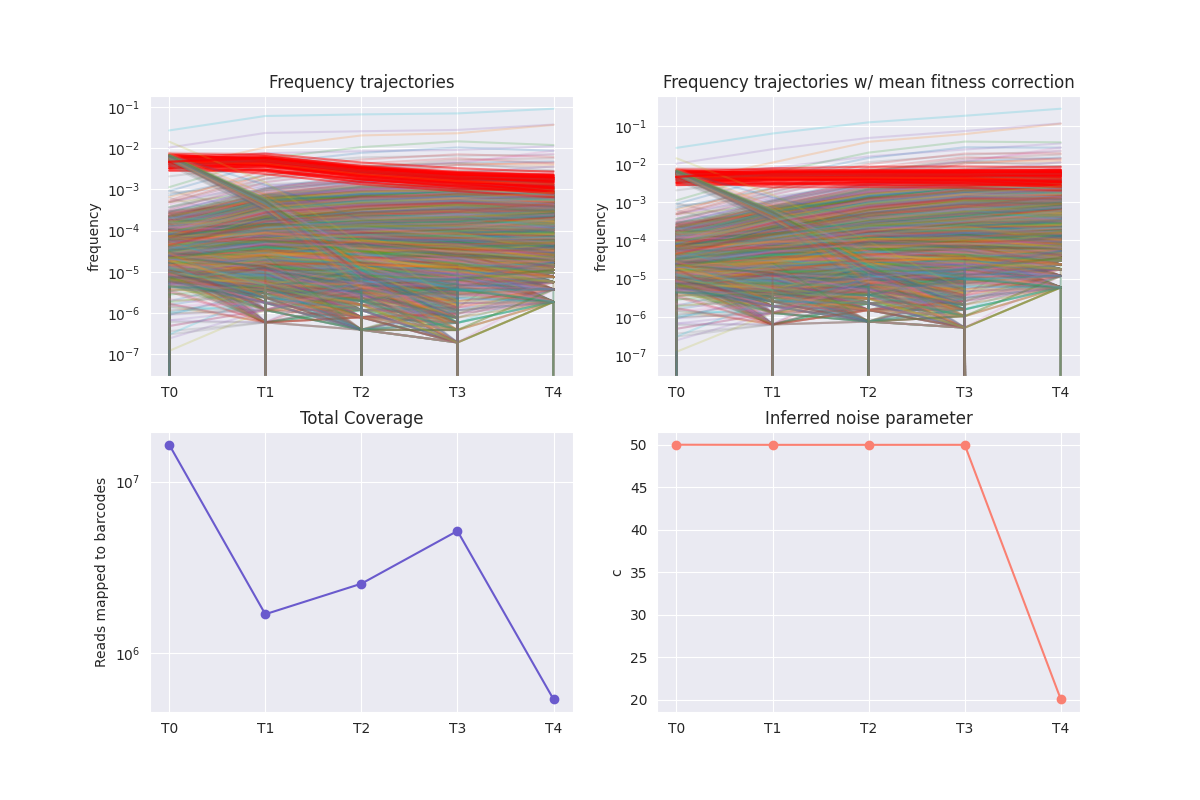 Frequency trajectories
Frequency trajectories w/ mean fitness correction
frequency
10⁻¹
10⁻²
10⁻³
10⁻⁴
10⁻⁵
10⁻⁶
10⁻⁷
T0 T1 T2 T3 T4
frequency
10⁻¹
10⁻²
10⁻³
10⁻⁴
10⁻⁵
10⁻⁶
10⁻⁷
T0 T1 T2 T3 T4
Total Coverage
Inferred noise parameter
Reads mapped to barcodes
10⁷
10⁶
T0 T1 T2 T3 T4
c
50
45
40
35
30
25
20
T0 T1 T2 T3 T4